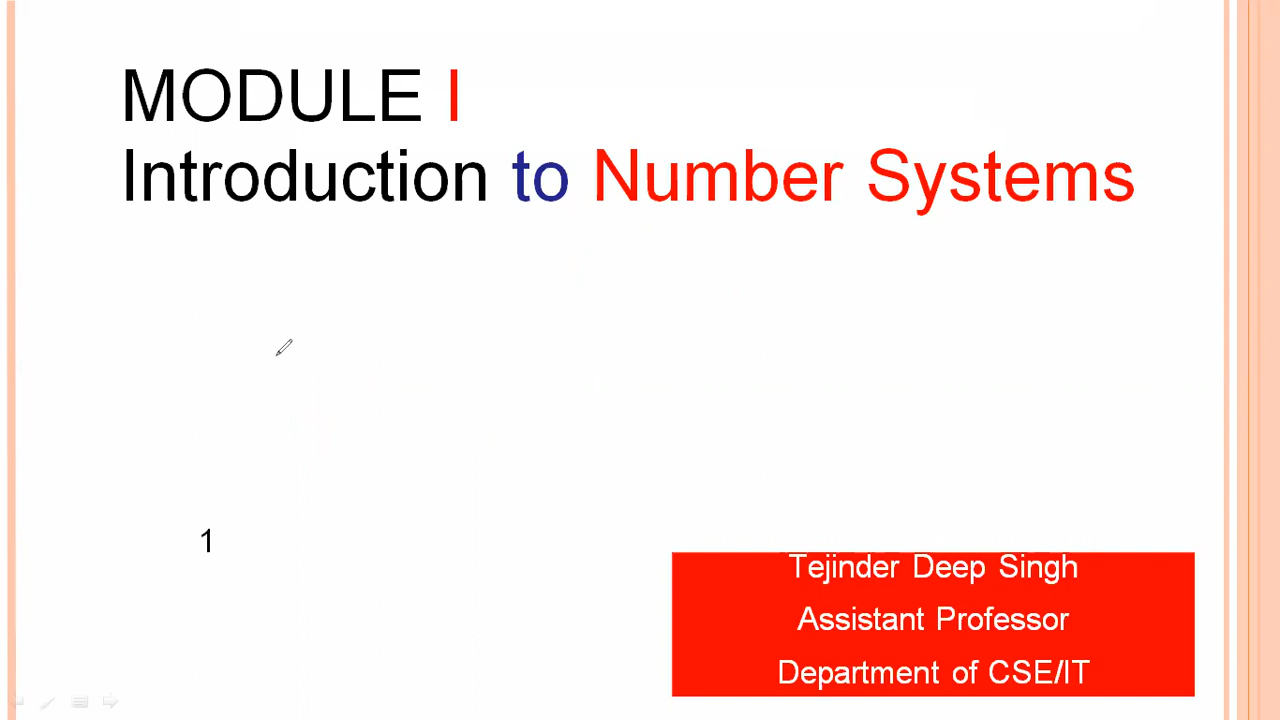 MODULE I
Introduction to Number Systems
1
Tejinder Deep Singh
Assistant Professor
Department of CSE/IT